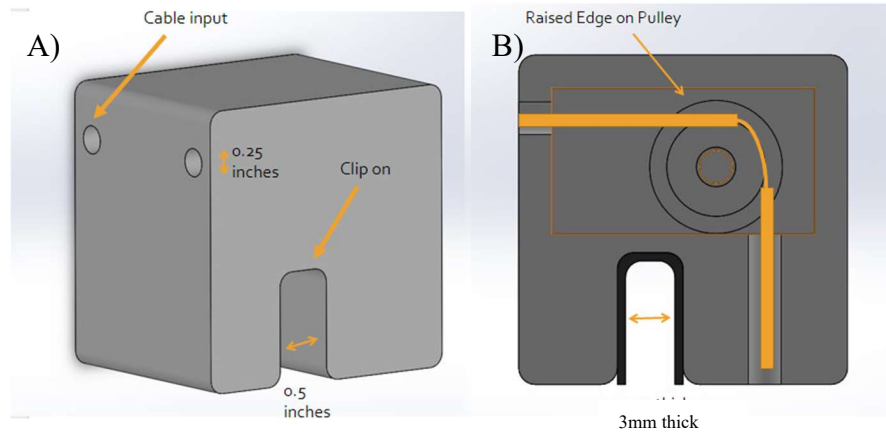 Cable input
A)
0.25
inches
Clip on
0.5
inches
Raised Edge on Pulley
B)
3mm thick